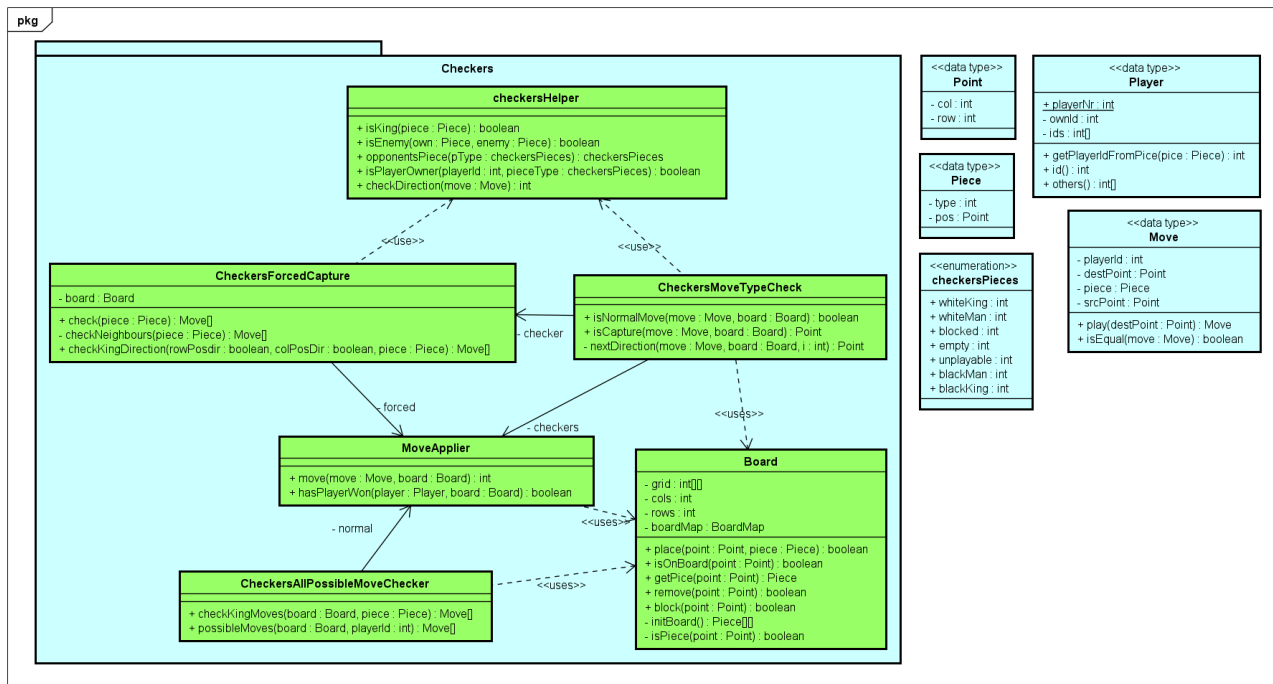 pkg
Checkers
checkersHelper
+ isKing(piece : Piece) : boolean
+ isEnemy(own : Piece, enemy : Piece) : boolean
+ opponentsPiece(pType : checkersPieces) : checkersPieces
+ isPlayerOwner(playerId : int, pieceType : checkersPieces) : boolean
+ checkDirection(move : Move) : int
<<use>>
<<use>>
CheckersForcedCapture
- board : Board
+ check(piece : Piece) : Move[]
- checkNeighbours(piece : Piece) : Move[]
+ checkKingDirection(rowPosdir : boolean, colPosDir : boolean, piece : Piece) : Move[]
- checker
CheckersMoveTypeCheck
+ isNormalMove(move : Move, board : Board) : boolean
+ isCapture(move : Move, board : Board) : Point
- nextDirection(move : Move, board : Board, i : int) : Point
- forced
- checkers
<<uses>>
MoveApplier
+ move(move : Move, board : Board) : int
+ hasPlayerWon(player : Player, board : Board) : boolean
<<uses>>
- normal
CheckersAllPossibleMoveChecker
+ checkKingMoves(board : Board, piece : Piece) : Move[]
+ possibleMoves(board : Board, playerId : int) : Move[]
<<uses>>
Board
- grid : int[][]
- cols : int
- rows : int
- boardMap : BoardMap
+ place(point : Point, piece : Piece) : boolean
+ isOnBoard(point : Point) : boolean
+ getPice(point : Point) : Piece
+ remove(point : Point) : boolean
+ block(point : Point) : boolean
- initBoard() : Piece[][]
- isPiece(point : Point) : boolean
<<data type>>
Point
- col : int
- row : int
<<data type>>
Player
+ playerNr : int
- ownId : int
- ids : int[]
+ getPlayerIdFromPice(pice : Piece) : int
+ id() : int
+ others() : int[]
<<data type>>
Piece
- type : int
- pos : Point
<<data type>>
Move
- playerId : int
- destPoint : Point
- piece : Piece
- srcPoint : Point
+ play(destPoint : Point) : Move
+ isEqual(move : Move) : boolean
<<enumeration>>
checkersPieces
+ whiteKing : int
+ whiteMan : int
+ blocked : int
+ empty : int
+ unplayable : int
+ blackMan : int
+ blackKing : int